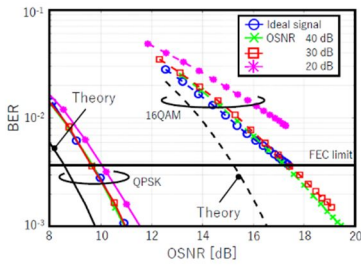 10-1
Ideal signal
OSNR 40 dB
30 dB
20 dB
Theory
10-2
BER
16QAM
FEC limit
QPSK
Theory
10-3
8 10 12 14 16 18 20
OSNR [dB]